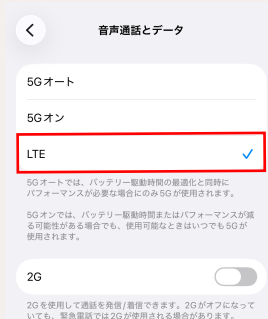 音声通話とデータ
5Gオート
5Gオン
LTE
5Gオートでは、バッテリー駆動時間の最適化と同時に
パフォーマンスが必要な場合にのみ5Gが使用されます。
5Gオンでは、バッテリー駆動時間またはパフォーマンスが減
る可能性がある場合でも、使用可能なときはいつでも5Gが
使用されます。
2G
2Gを使用して通話を発信/着信できます。2Gがオフになって
いても、緊急電話では2Gが使用される場合があります。